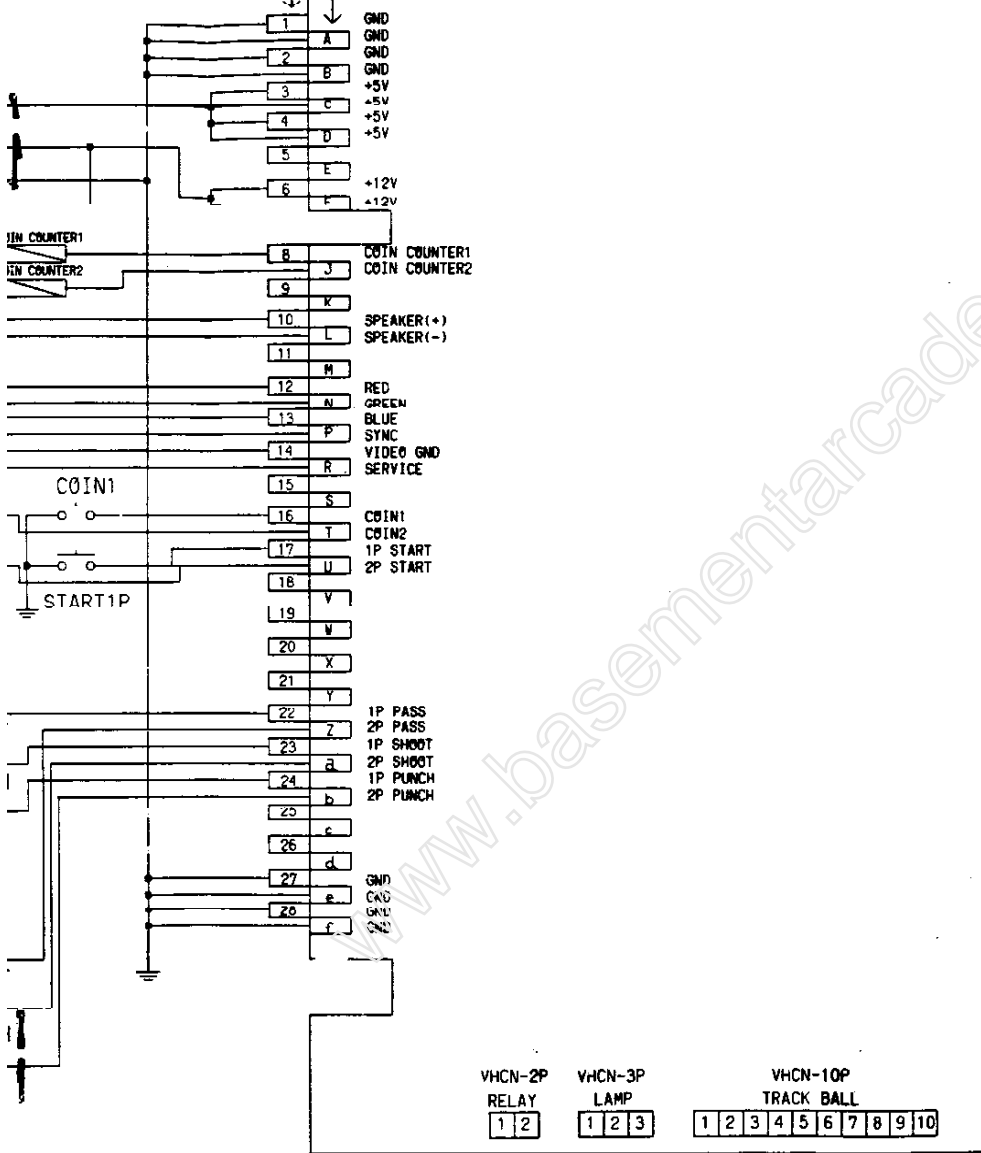 1 GND
A GND
2 GND
B GND
3 +5V
C +5V
4 +5V
D +5V
5
E
6 +12V
F +12V
COUNTER1
8 COIN COUNTER1
COUNTER2
J COIN COUNTER2
9
K
10 SPEAKER(+)
L SPEAKER(-)
11
M
12 RED
N GREEN
13 BLUE
P SYNC
14 VIDEO GND
R SERVICE
COIN1
15
S
16 COIN1
T COIN2
17 1P START
U 2P START
18
V
START1P
19
W
20
X
21
Y
22 1P PASS
Z 2P PASS
23 1P SHOOT
a 2P SHOOT
24 1P PUNCH
b 2P PUNCH
25
c
26
d
27 GND
e GND
28 GND
f GND
VHCN-2P VHCN-3P VHCN-10P
RELAY LAMP TRACK BALL
1 2 1 2 3 1 2 3 4 5 6 7 8 9 10
www.basementarcade